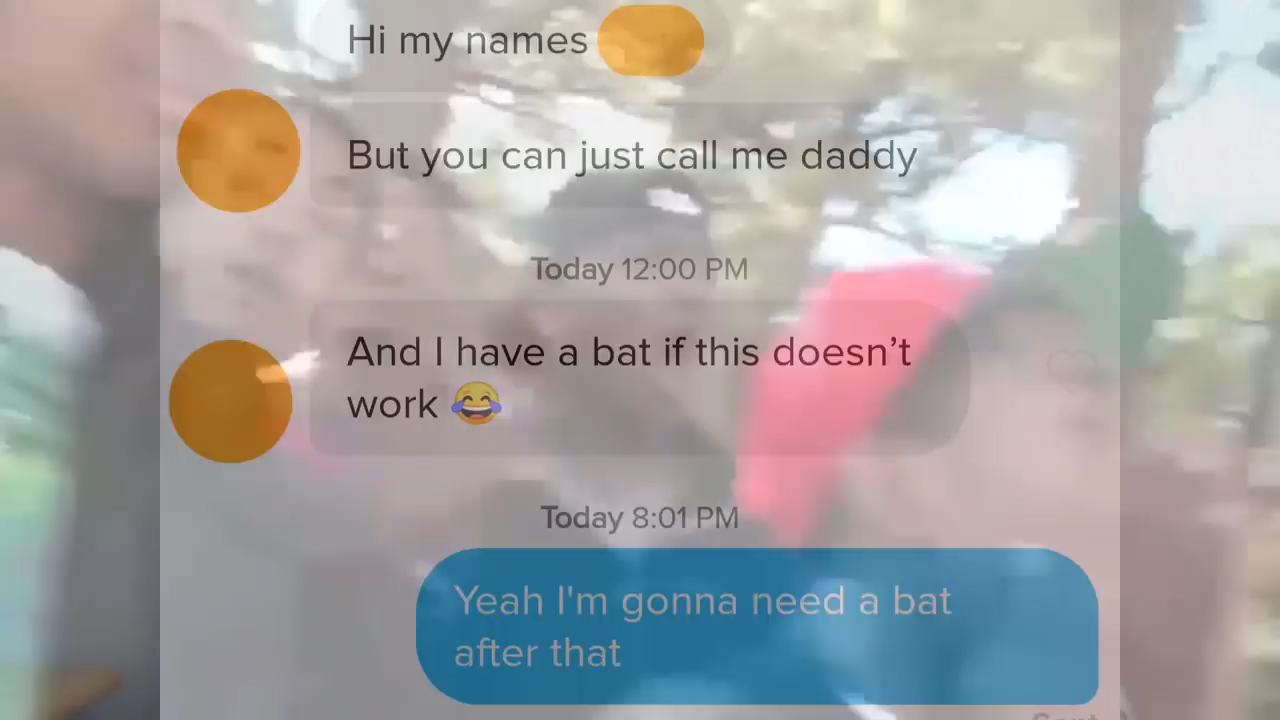 Hi my names
But you can just call me daddy
Today 12:00 PM
And I have a bat if this doesn’t
work 😂
Today 8:01 PM
Yeah I'm gonna need a bat
after that
Sent